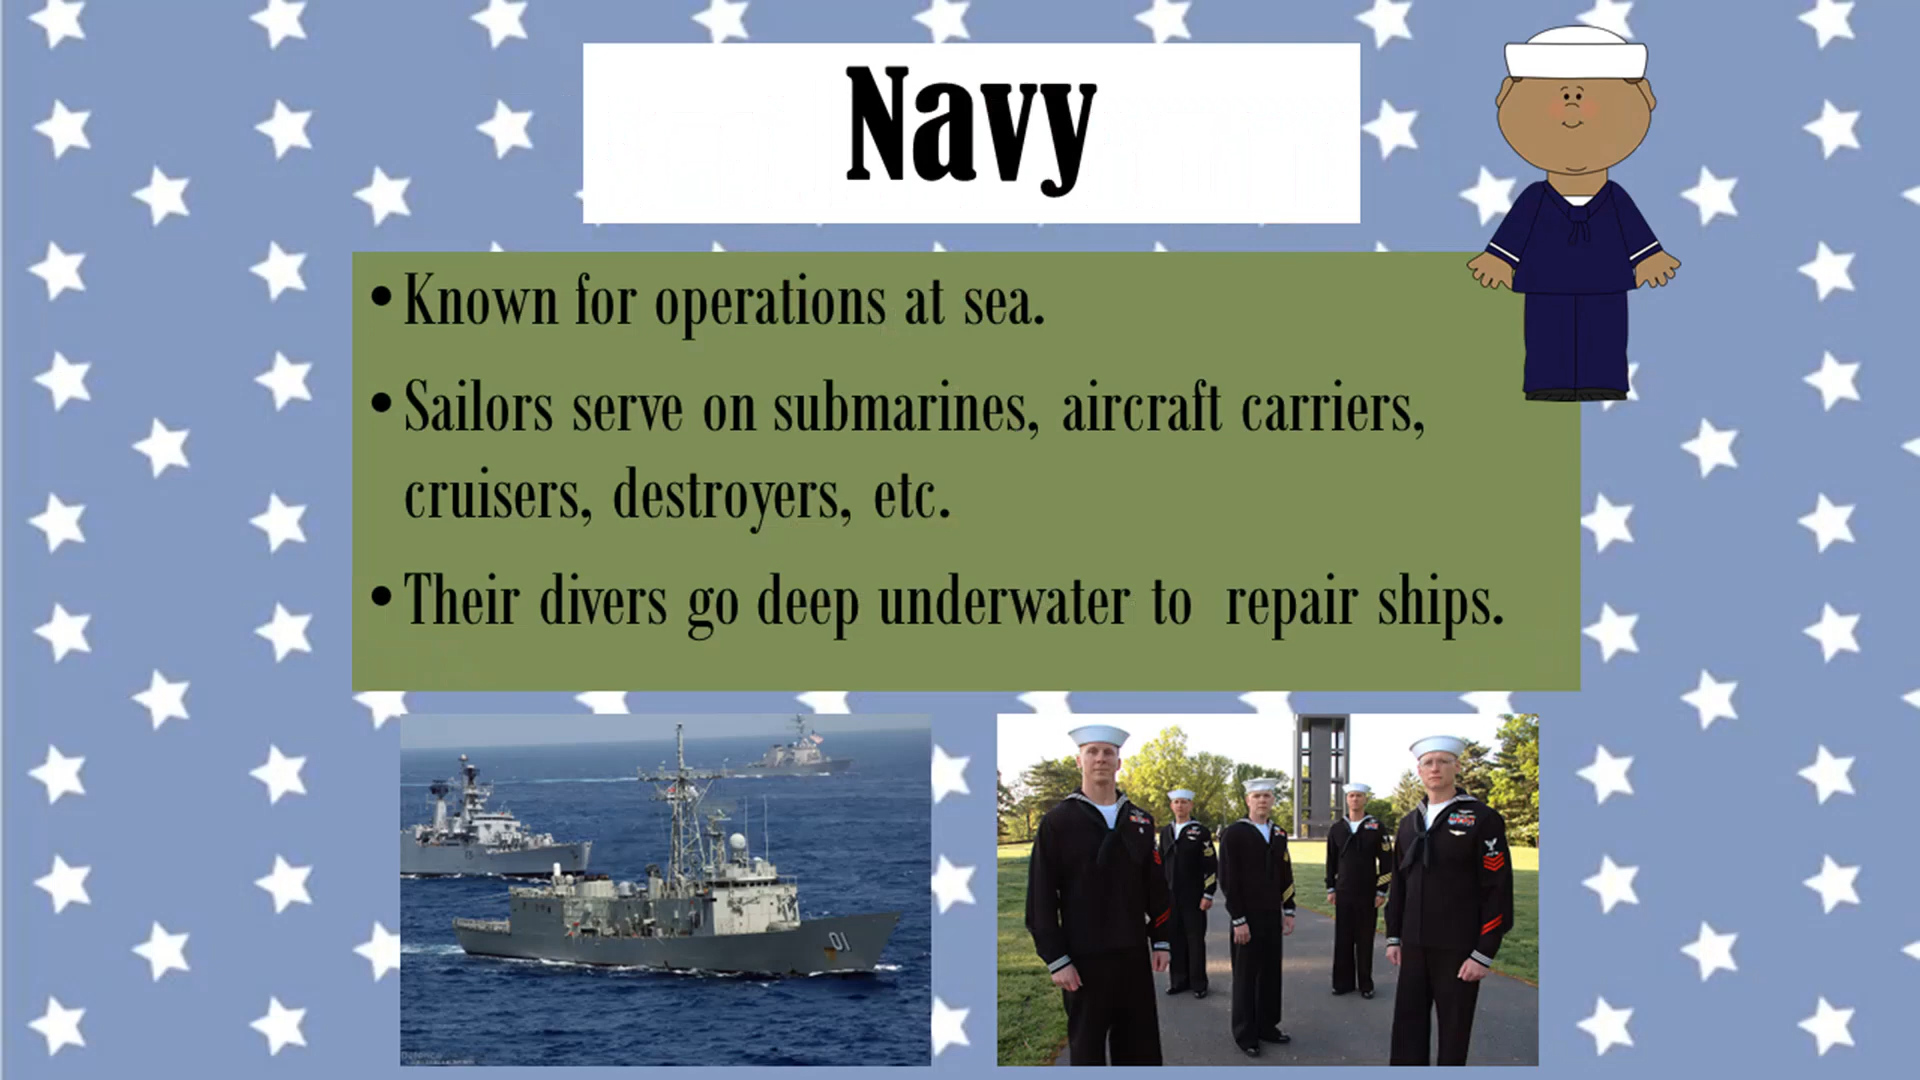 Navy
• Known for operations at sea.
• Sailors serve on submarines, aircraft carriers,
cruisers, destroyers, etc.
• Their divers go deep underwater to  repair ships.
01